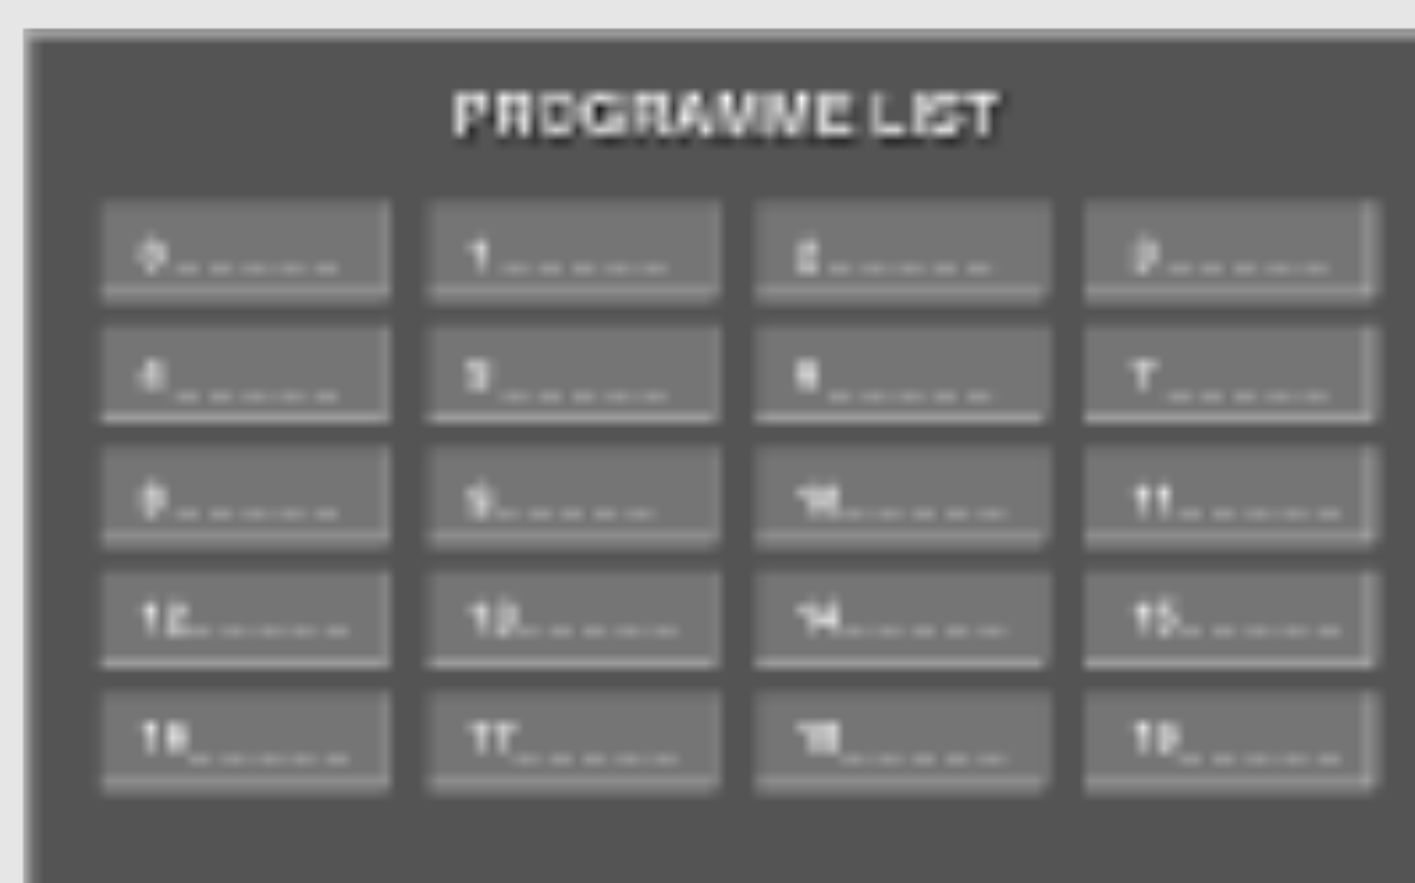 PROGRAMME LIST
0_ _ _ _ _ 1_ _ _ _ _ 2_ _ _ _ _ 3_ _ _ _ _
4_ _ _ _ _ 5_ _ _ _ _ 6_ _ _ _ _ 7_ _ _ _ _
8_ _ _ _ _ 9_ _ _ _ _ 10_ _ _ _ _ 11_ _ _ _ _
12_ _ _ _ _ 13_ _ _ _ _ 14_ _ _ _ _ 15_ _ _ _ _
16_ _ _ _ _ 17_ _ _ _ _ 18_ _ _ _ _ 19_ _ _ _ _